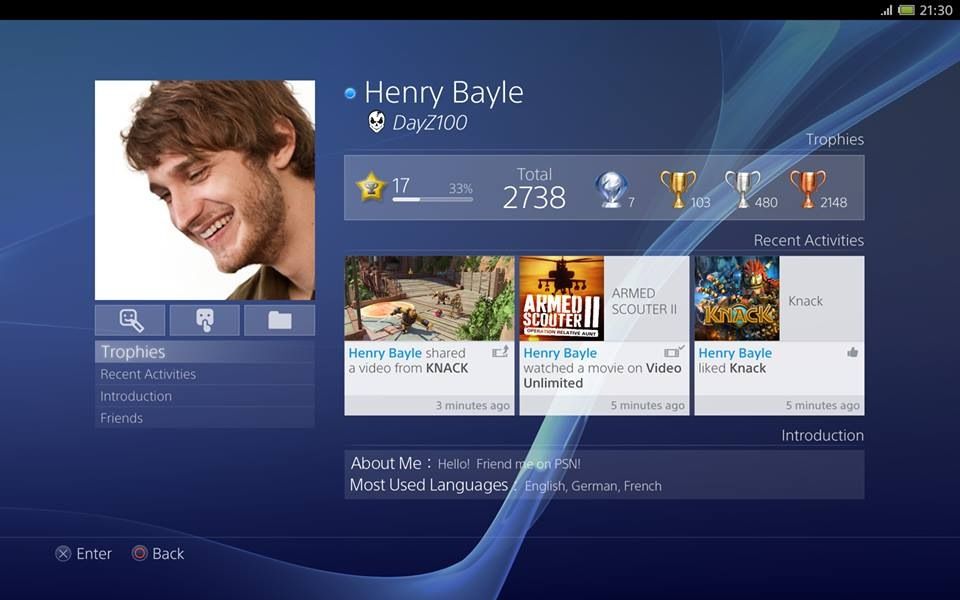 21:30
Henry Bayle
DayZ100
Trophies
17
33%
Total
2738
7
103
480
2148
Recent Activities
ARMED
SCOUTER II
OPERATION RELATIVE AUNT
ARMED
SCOUTER II
KNACK
Knack
Henry Bayle shared
a video from KNACK
3 minutes ago
Henry Bayle
watched a movie on Video
Unlimited
5 minutes ago
Henry Bayle
liked Knack
5 minutes ago
Trophies
Recent Activities
Introduction
Friends
Introduction
About Me : Hello! Friend me on PSN!
Most Used Languages : English, German, French
Enter
Back